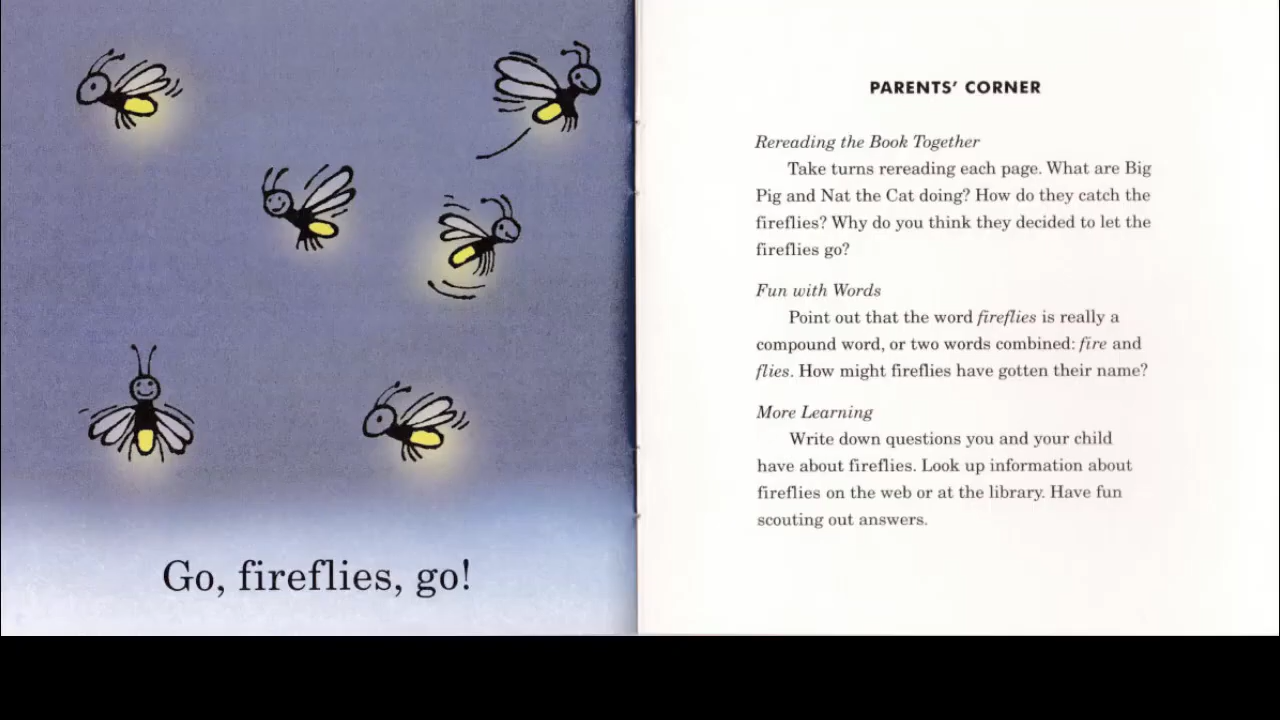 Go, fireflies, go!
PARENTS' CORNER
Rereading the Book Together
Take turns rereading each page. What are Big
Pig and Nat the Cat doing? How do they catch the
fireflies? Why do you think they decided to let the
fireflies go?
Fun with Words
Point out that the word fireflies is really a
compound word, or two words combined: fire and
flies. How might fireflies have gotten their name?
More Learning
Write down questions you and your child
have about fireflies. Look up information about
fireflies on the web or at the library. Have fun
scouting out answers.